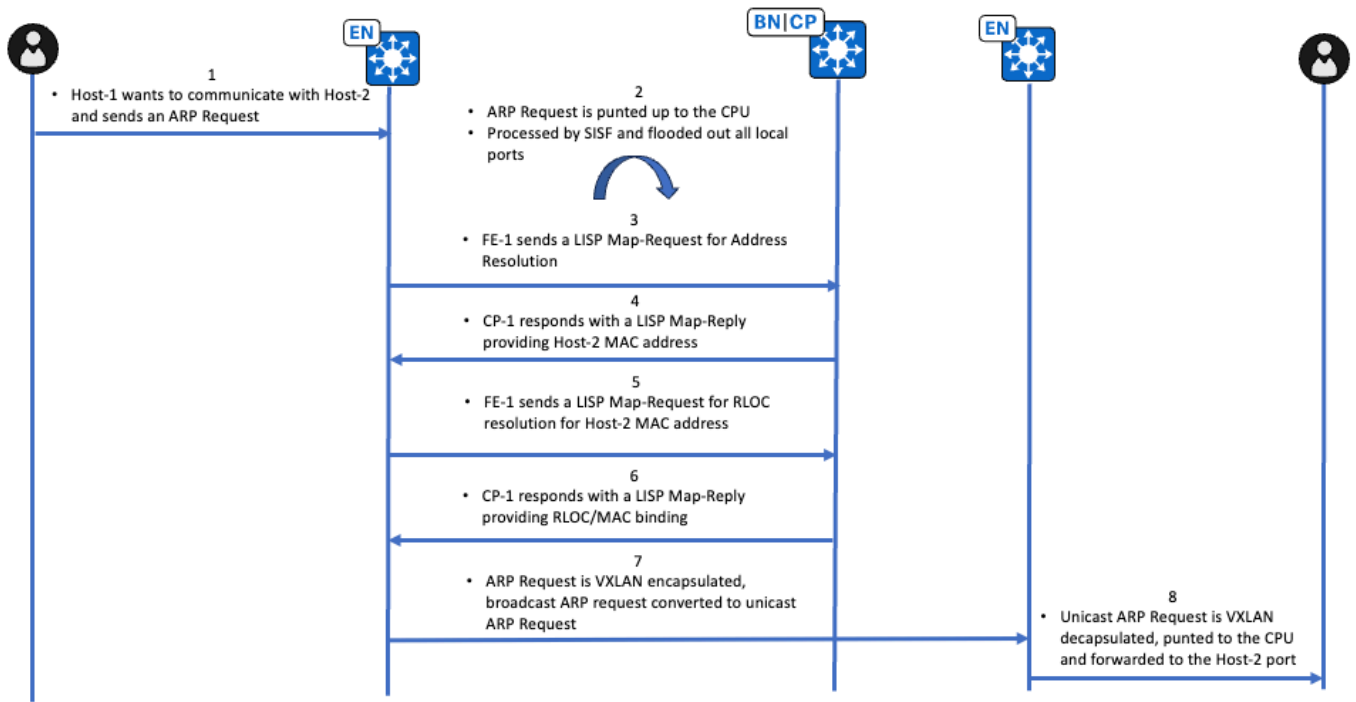 EN
BN|CP
EN
1
• Host-1 wants to communicate with Host-2
and sends an ARP Request
2
• ARP Request is punted up to the CPU
• Processed by SISF and flooded out all local
ports
3
• FE-1 sends a LISP Map-Request for Address
Resolution
4
• CP-1 responds with a LISP Map-Reply
providing Host-2 MAC address
5
• FE-1 sends a LISP Map-Request for RLOC
resolution for Host-2 MAC address
6
• CP-1 responds with a LISP Map-Reply
providing RLOC/MAC binding
7
• ARP Request is VXLAN encapsulated,
broadcast ARP request converted to unicast
ARP Request
8
• Unicast ARP Request is VXLAN
decapsulated, punted to the CPU
and forwarded to the Host-2 port